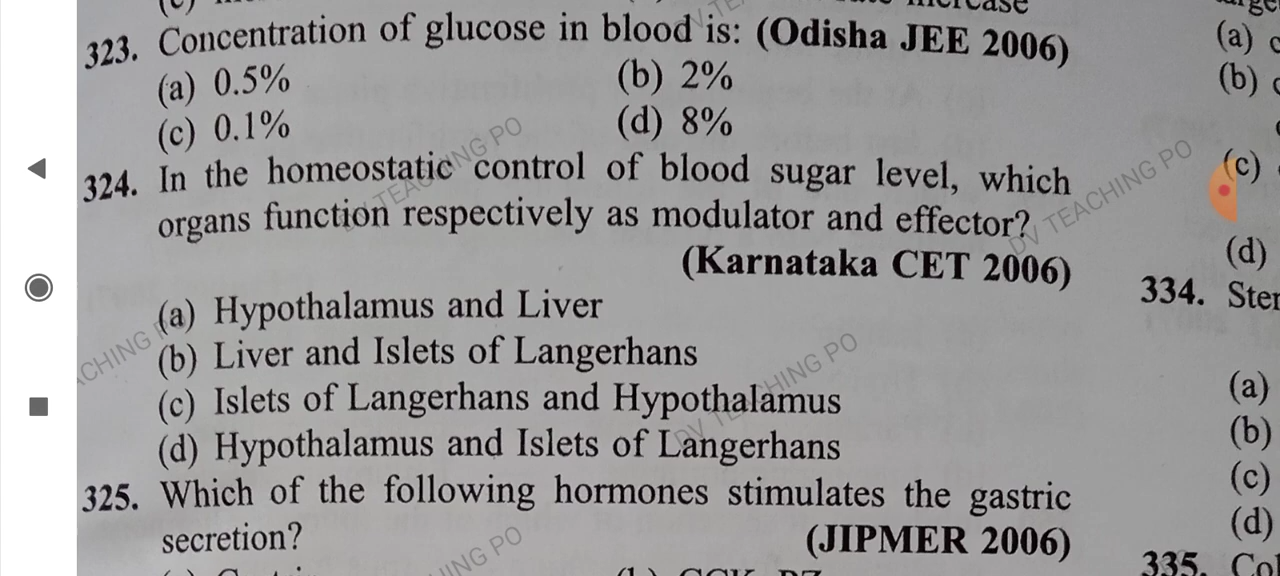 323. Concentration of glucose in blood is: (Odisha JEE 2006)
(a) 0.5%
(b) 2%
(c) 0.1%
(d) 8%
324. In the homeostatic control of blood sugar level, which
organs function respectively as modulator and effector?
(Karnataka CET 2006)
(a) Hypothalamus and Liver
(b) Liver and Islets of Langerhans
(c) Islets of Langerhans and Hypothalamus
(d) Hypothalamus and Islets of Langerhans
325. Which of the following hormones stimulates the gastric
secretion? (JIPMER 2006)
(a)
(b)
(c)
(d)
334.
(a)
(b)
(c)
(d)
335.
DV TEACHING PO